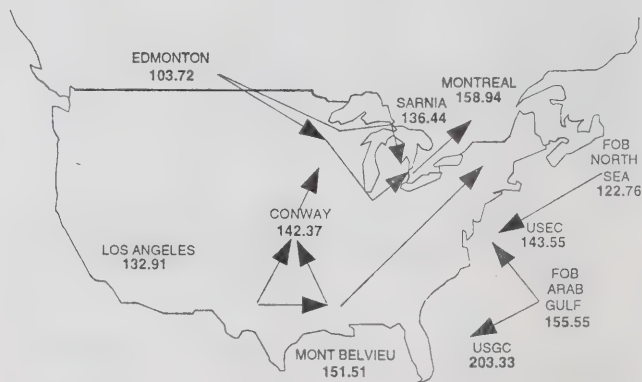 EDMONTON
103.72
MONTREAL
158.94
SARNIA
136.44
FOB
NORTH
SEA
122.76
CONWAY
142.37
USEC
143.55
LOS ANGELES
132.91
FOB
ARAB
GULF
155.55
MONT BELVIEU
151.51
USGC
203.33